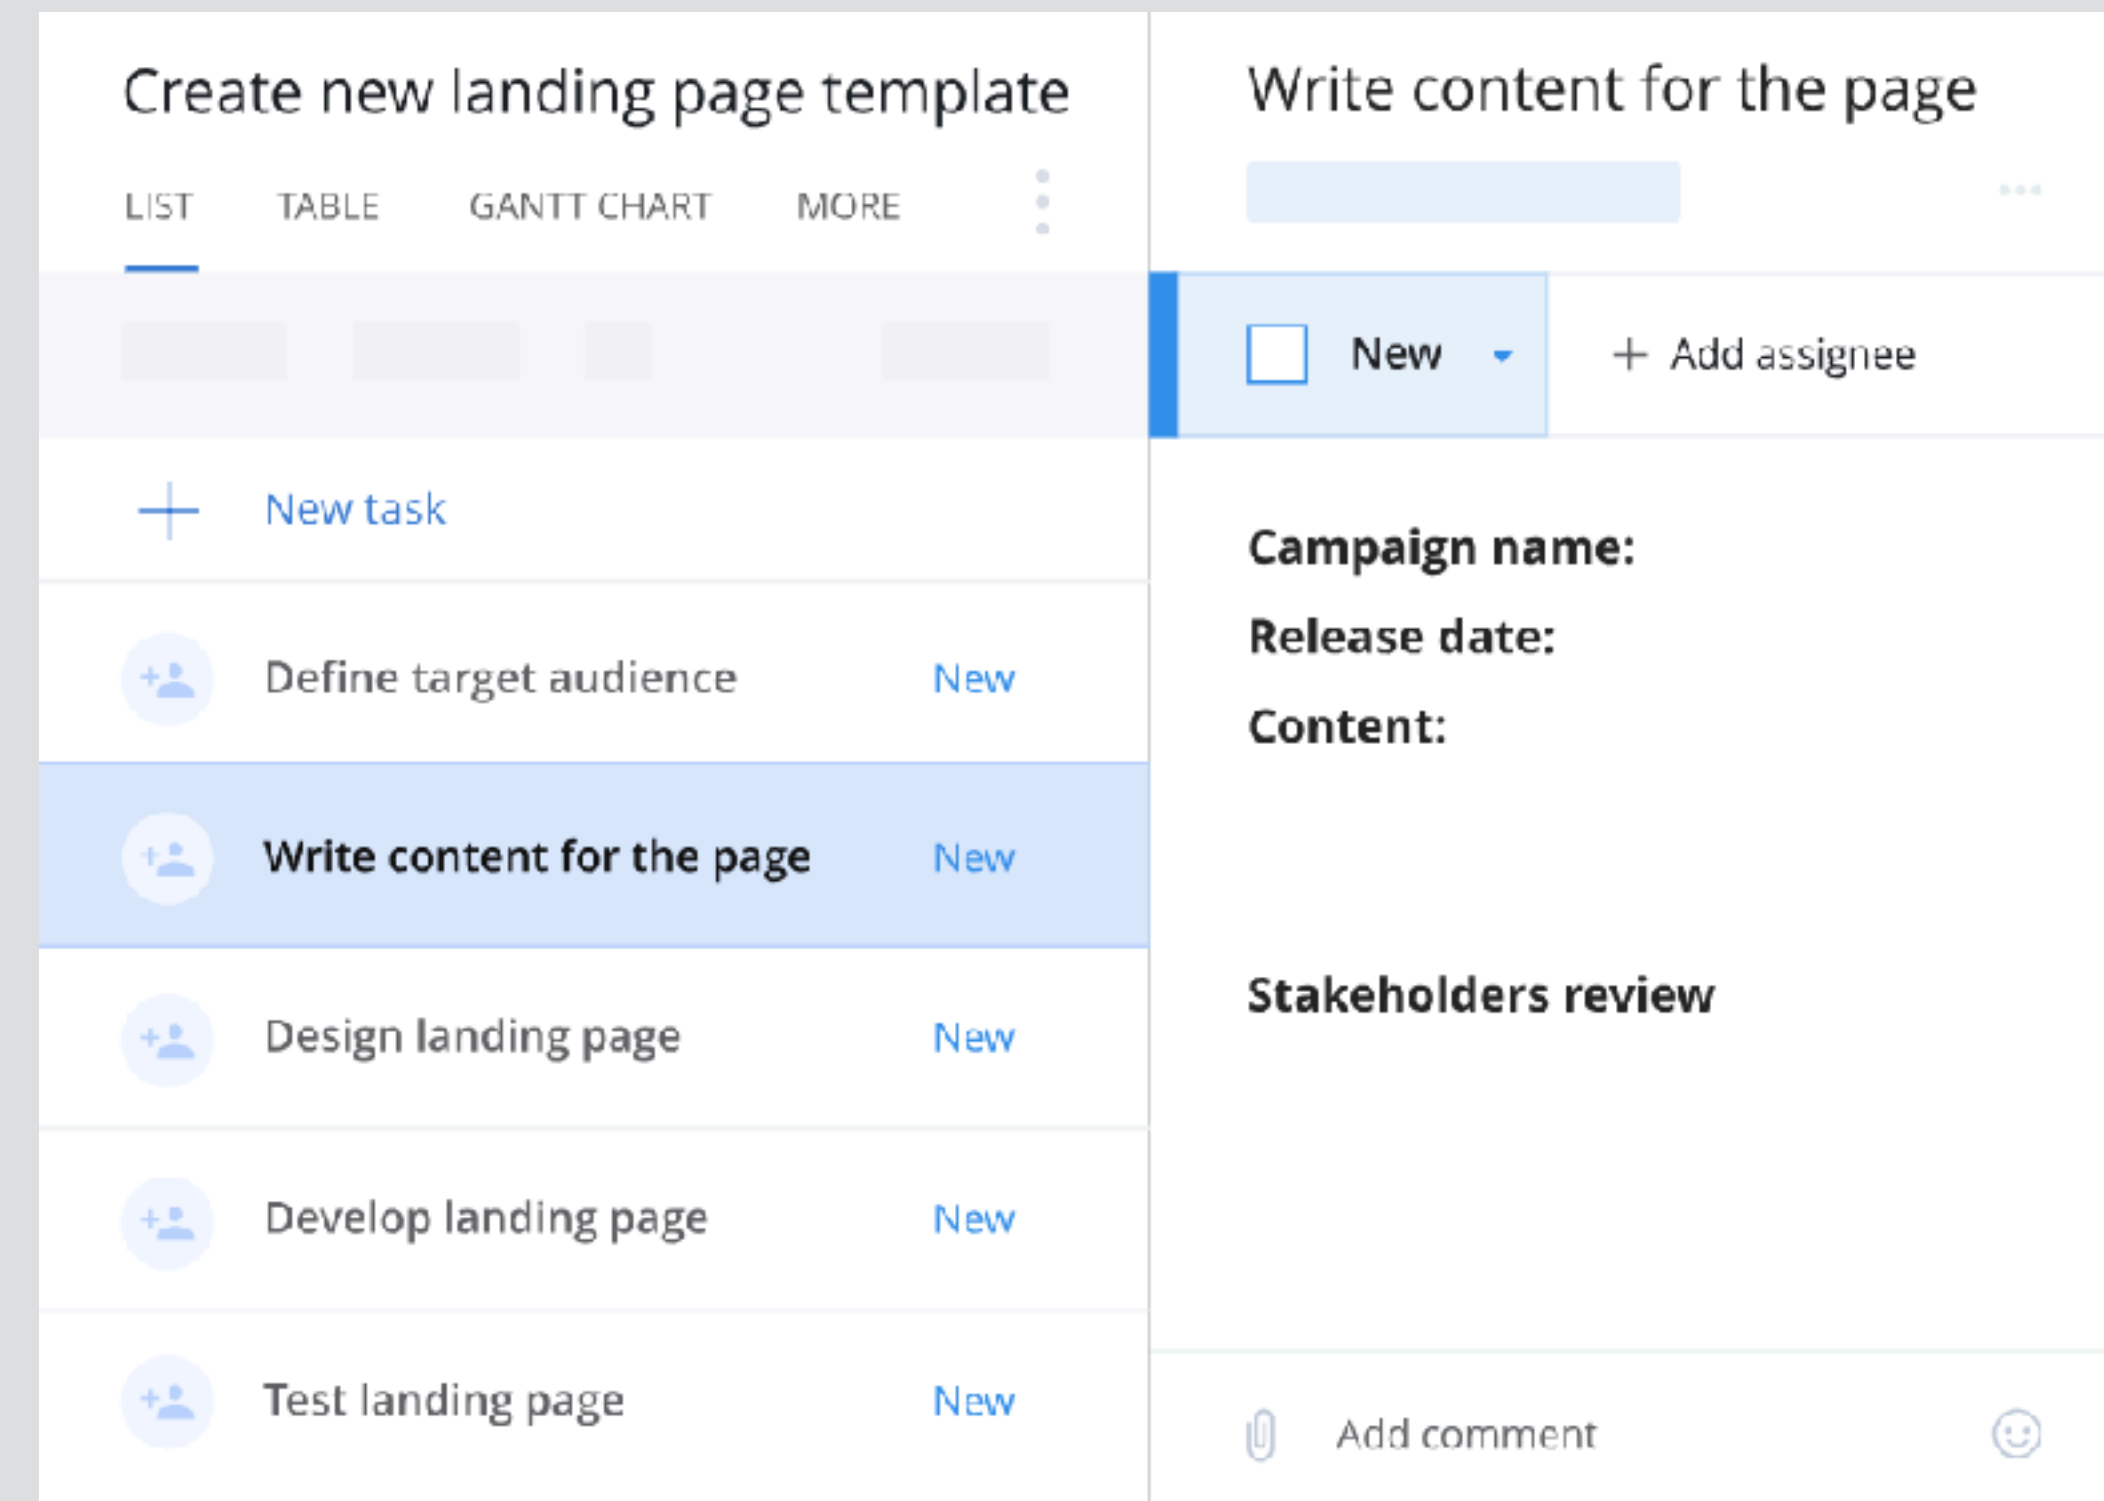 Create new landing page template
LIST TABLE GANTT CHART MORE
New task
Define target audience New
Write content for the page New
Design landing page New
Develop landing page New
Test landing page New
Write content for the page
New + Add assignee
Campaign name:
Release date:
Content:
Stakeholders review
Add comment